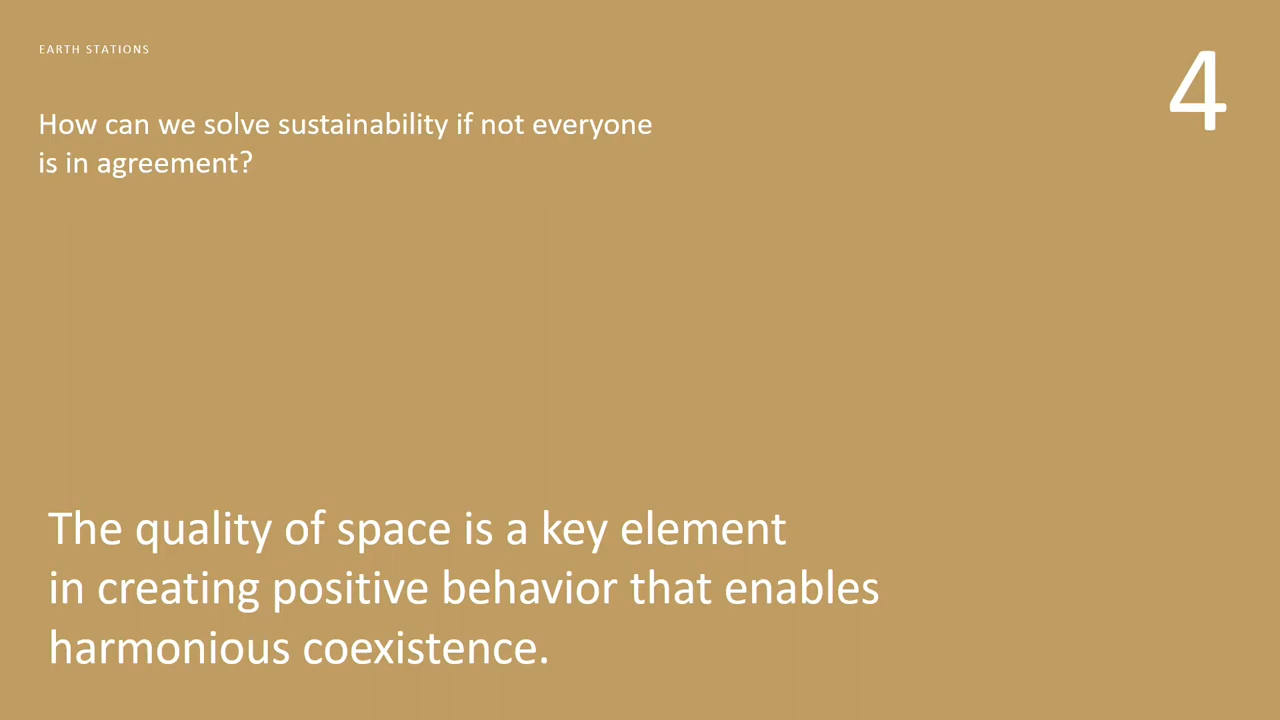 EARTH STATIONS
4
How can we solve sustainability if not everyone
is in agreement?
The quality of space is a key element
in creating positive behavior that enables
harmonious coexistence.